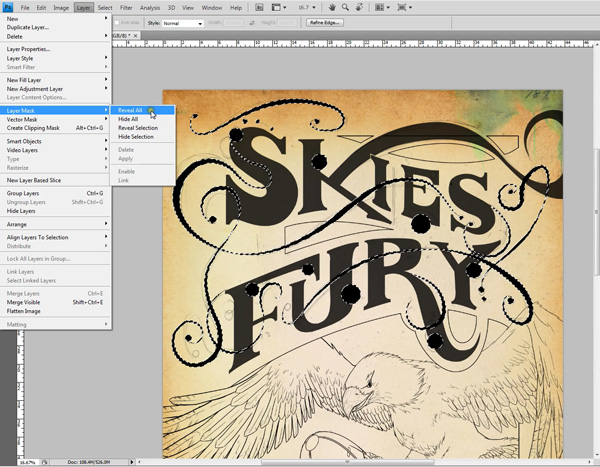 Ps File Edit Image Layer Select Filter Analysis 3D View Window Help 16.7
Style: Normal Width: Height: Refine Edge...
New
Duplicate Layer...
Delete
Layer Properties...
Layer Style
Smart Filter
New Fill Layer
New Adjustment Layer
Layer Content Options...
Layer Mask
Vector Mask
Create Clipping Mask Alt+Ctrl+G
Smart Objects
Video Layers
Type
Rasterize
New Layer Based Slice
Group Layers Ctrl+G
Ungroup Layers Shift+Ctrl+G
Hide Layers
Arrange
Align Layers To Selection
Distribute
Lock All Layers in Group...
Link Layers
Select Linked Layers
Merge Layers Ctrl+E
Merge Visible Shift+Ctrl+E
Flatten Image
Matting
Reveal All
Hide All
Reveal Selection
Hide Selection
Delete
Apply
Enable
Link
SKIES
FURY
16.67% Doc: 108.4M/526.0M